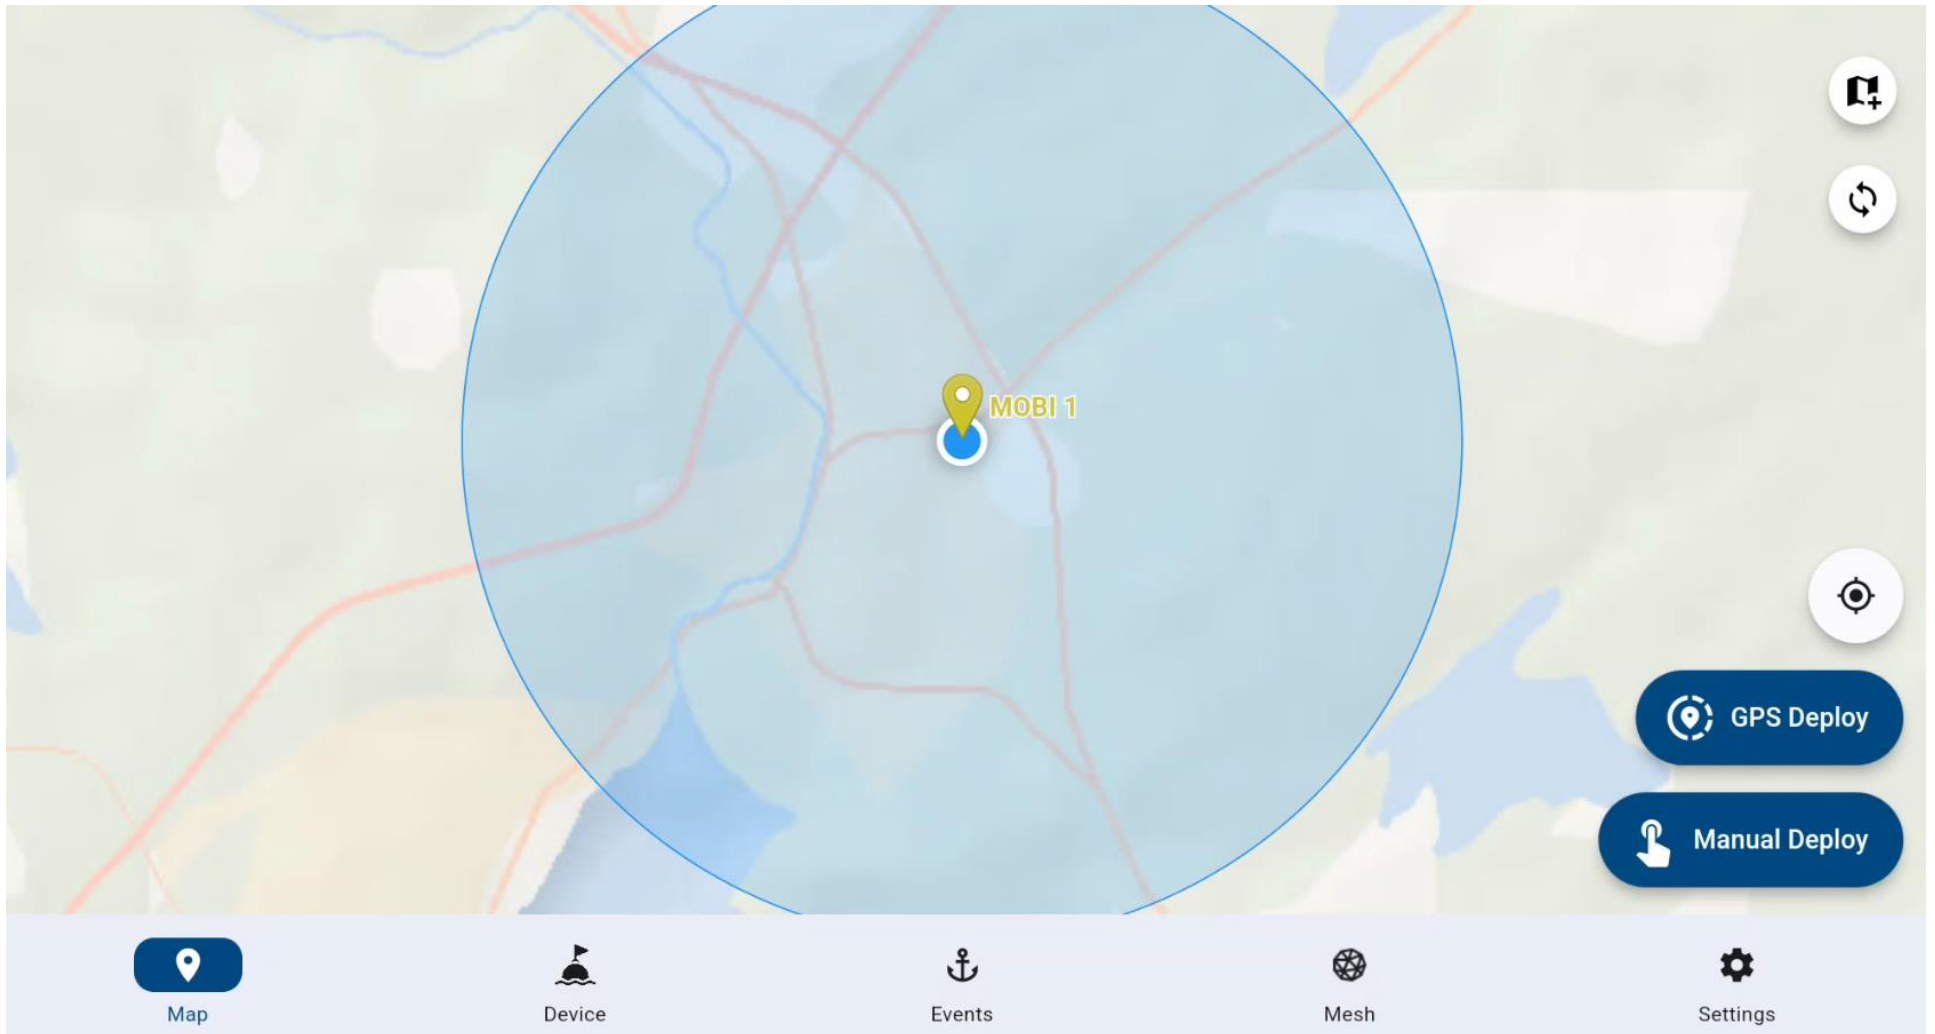 MOBI 1
GPS Deploy
Manual Deploy
Map
Device
Events
Mesh
Settings